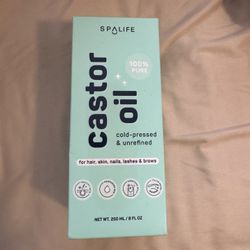 SPALIFE
100%
PURE
castor
oil
cold-pressed
& unrefined
for hair, skin, nails, lashes & brows
NET WT. 250 ML / 8 FL OZ